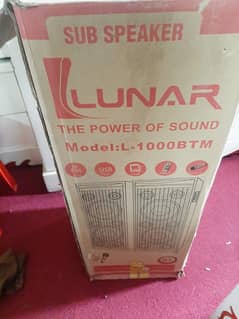 SUB SPEAKER
LUNAR
THE POWER OF SOUND
Model:L-1000BTM
USB